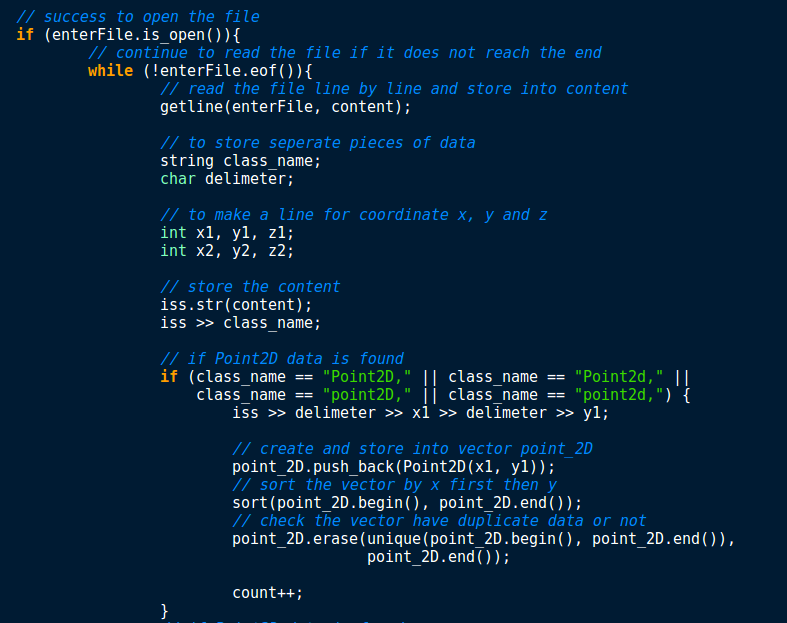 // success to open the file
if (enterFile.is_open()){
// continue to read the file if it does not reach the end
while (!enterFile.eof()){
// read the file line by line and store into content
getline(enterFile, content);
// to store seperate pieces of data
string class_name;
char delimeter;
// to make a line for coordinate x, y and z
int x1, y1, z1;
int x2, y2, z2;
// store the content
iss.str(content);
iss >> class_name;
// if Point2D data is found
if (class_name == "Point2D," || class_name == "Point2d," ||
class_name == "point2D," || class_name == "point2d,") {
iss >> delimeter >> x1 >> delimeter >> y1;
// create and store into vector point_2D
point_2D.push_back(Point2D(x1, y1));
// sort the vector by x first then y
sort(point_2D.begin(), point_2D.end());
// check the vector have duplicate data or not
point_2D.erase(unique(point_2D.begin(), point_2D.end()),
point_2D.end());
count++;
}